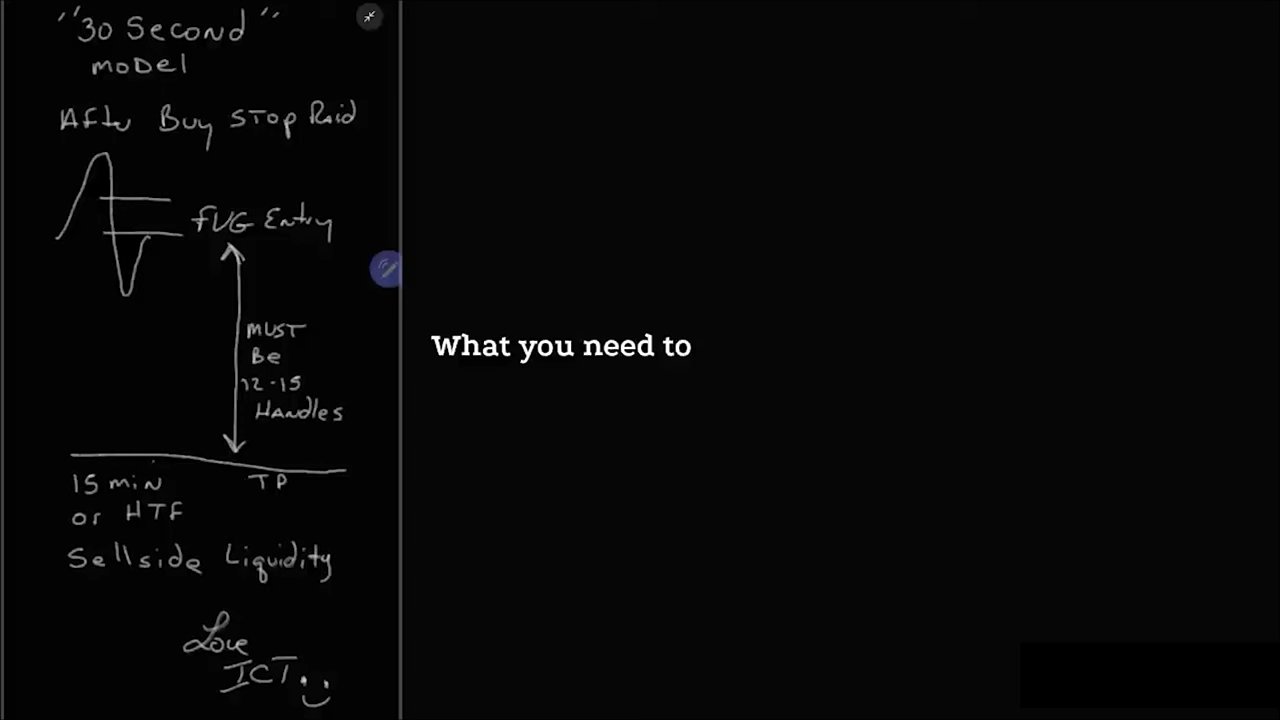 "30 Second"
model
After Buy Stop Raid
FVG Entry
MUST
Be
12-15
HANdles
15 min
TP
or HTF
Sellside Liquidity
Love
ICT
What you need to